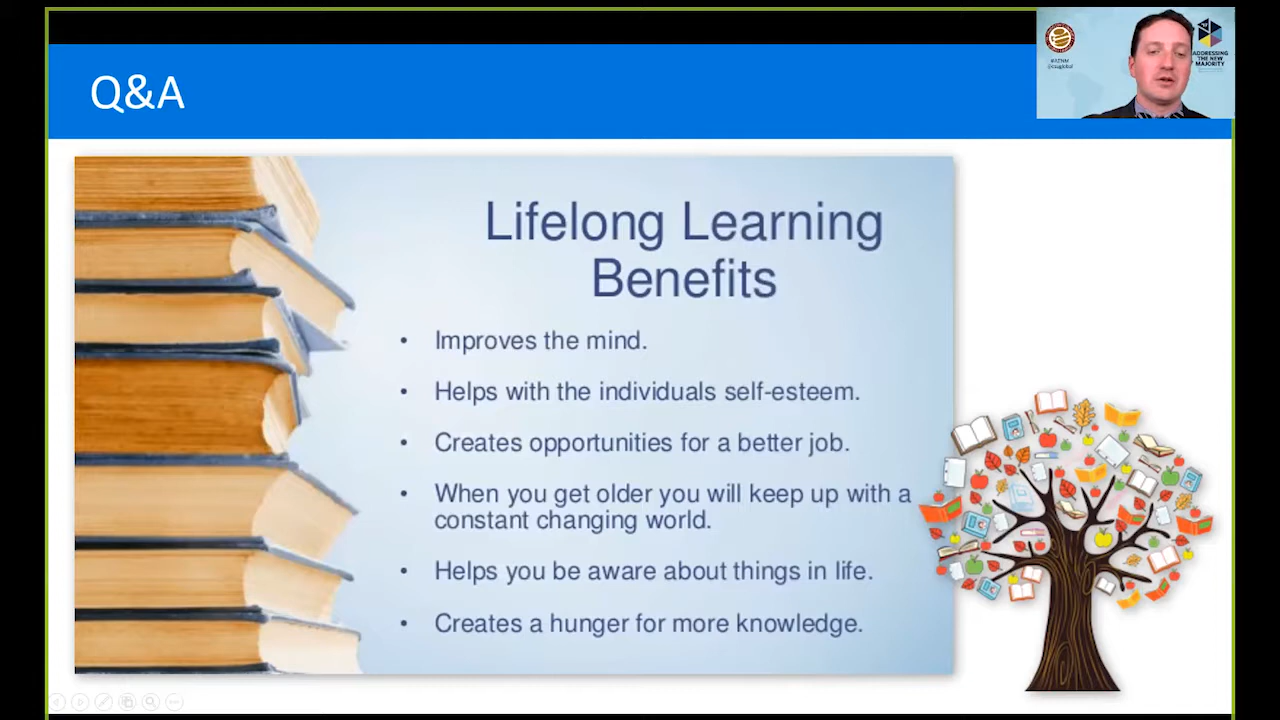 Q&A
#AENM
@csuglobal
ADDRESSING
THE NEW
MAJORITY
Lifelong Learning
Benefits
• Improves the mind.
• Helps with the individuals self-esteem.
• Creates opportunities for a better job.
• When you get older you will keep up with a
constant changing world.
• Helps you be aware about things in life.
• Creates a hunger for more knowledge.